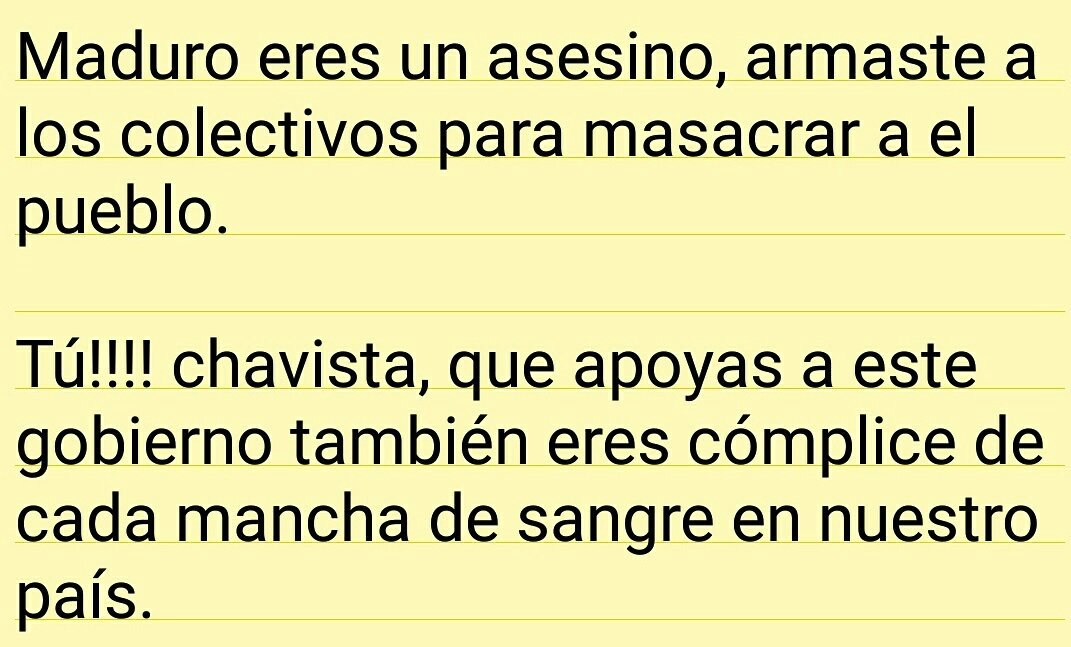 Maduro eres un asesino, armaste a
los colectivos para masacrar a el
pueblo.
Tú!!!! chavista, que apoyas a este
gobierno también eres cómplice de
cada mancha de sangre en nuestro
país.